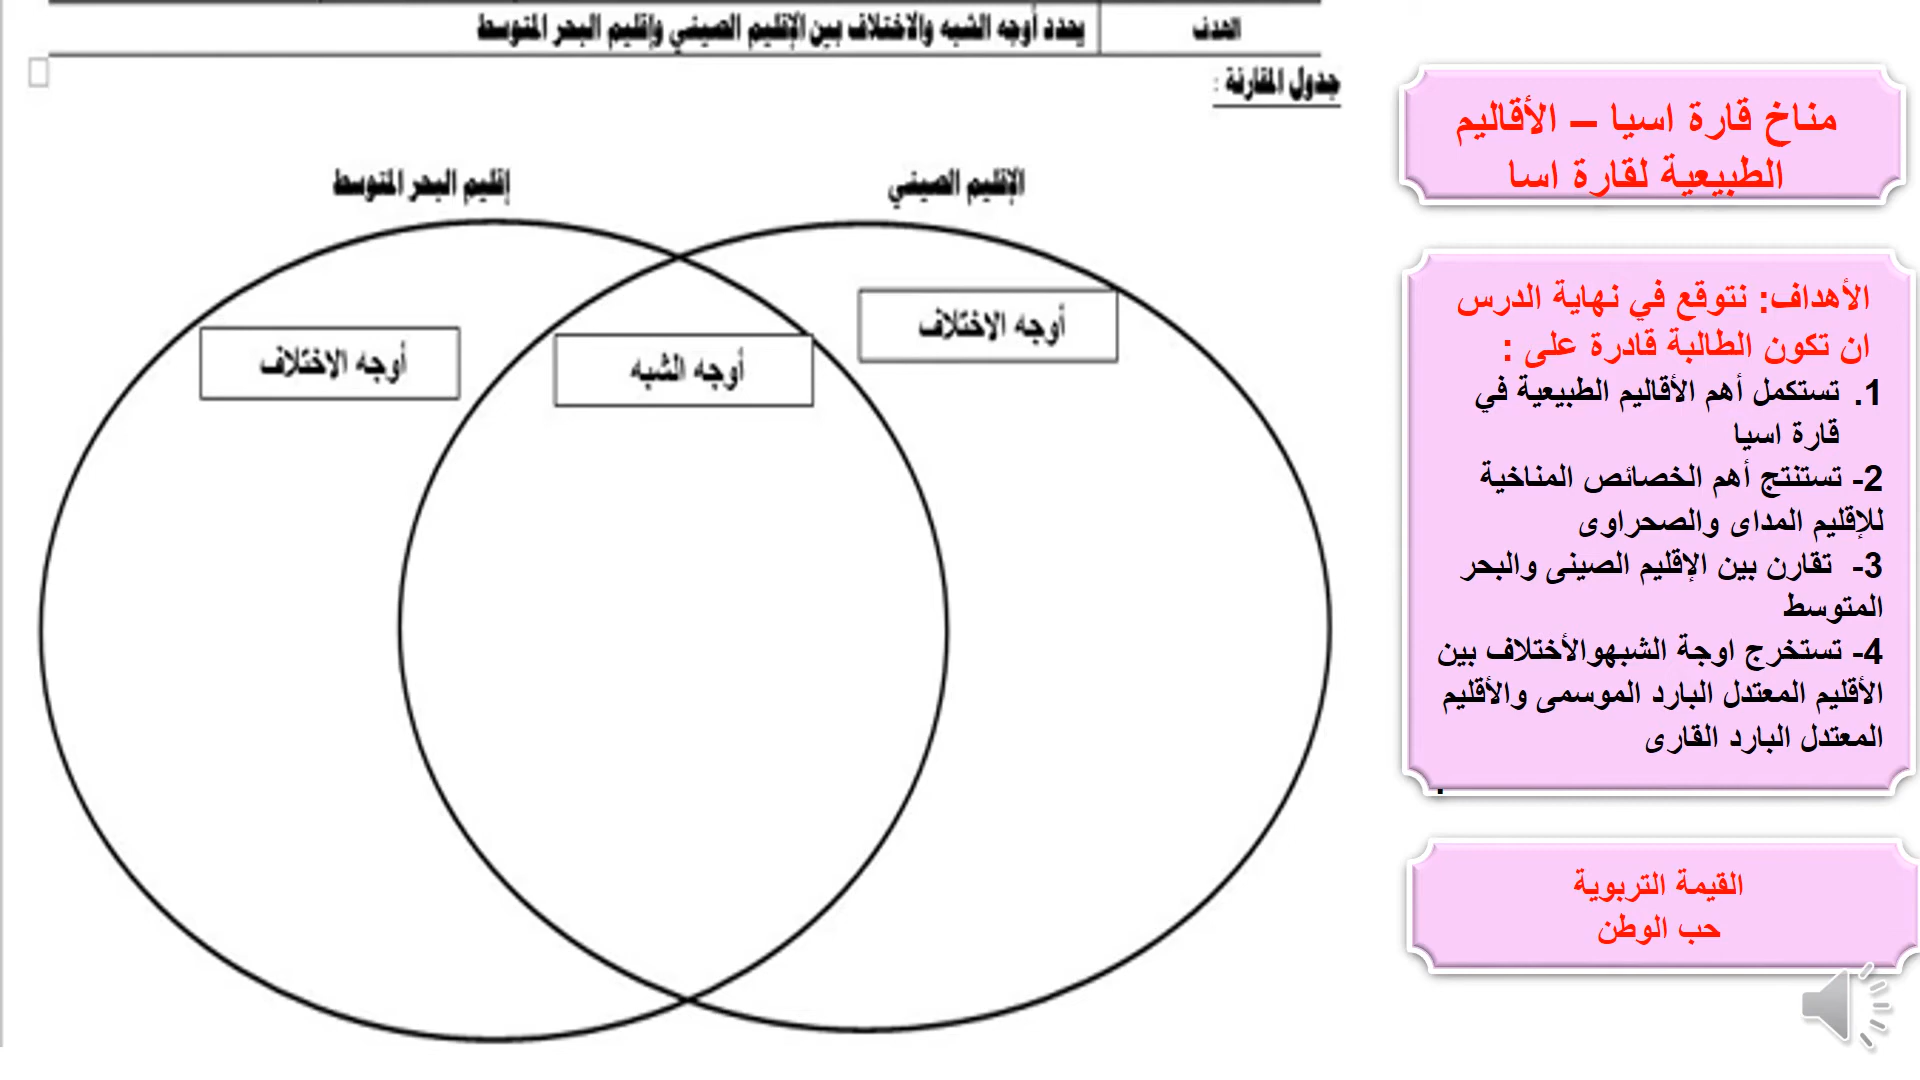 الهدف
يحدد أوجه الشبه والاختلاف بين الإقليم الصيني وإقليم البحر المتوسط
جدول المقارنة :
الإقليم الصيني
إقليم البحر المتوسط
أوجه الاختلاف
أوجه الشبه
أوجه الاختلاف
مناخ قارة اسيا – الأقاليم
الطبيعية لقارة اسا
الأهداف: نتوقع في نهاية الدرس
ان تكون الطالبة قادرة على :
1. تستكمل أهم الأقاليم الطبيعية في
قارة اسيا
2- تستنتج أهم الخصائص المناخية
للإقليم المداى والصحراوى
3- تقارن بين الإقليم الصينى والبحر
المتوسط
4- تستخرج اوجة الشبهوالأختلاف بين
الأقليم المعتدل البارد الموسمى والأقليم
المعتدل البارد القارى
.
القيمة التربوية
حب الوطن